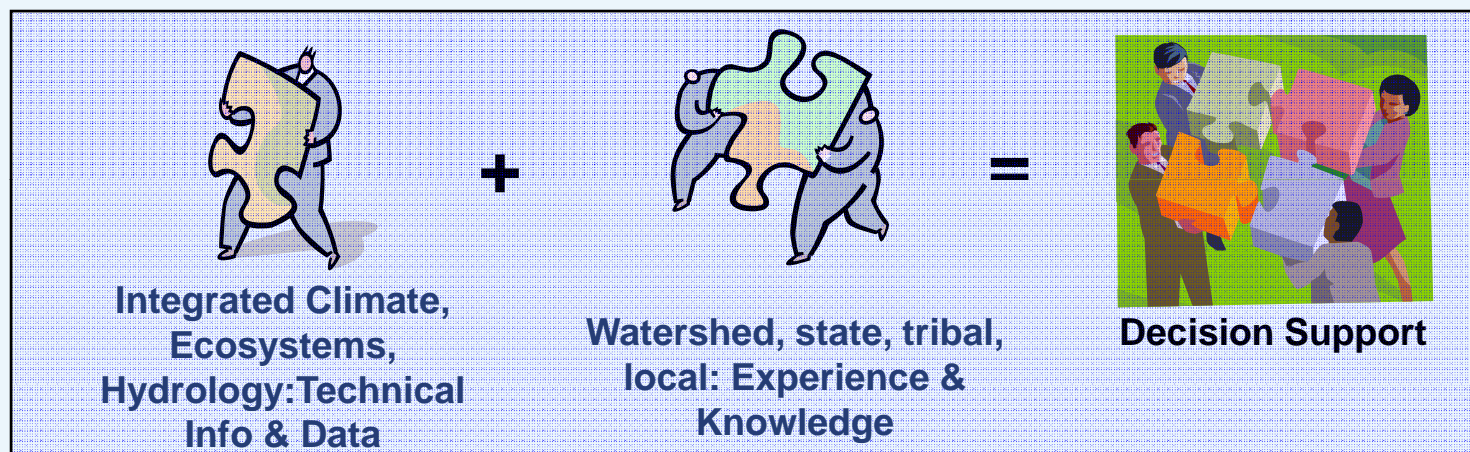 +
=
Integrated Climate,
Ecosystems,
Hydrology:Technical
Info & Data
Watershed, state, tribal,
local: Experience &
Knowledge
Decision Support